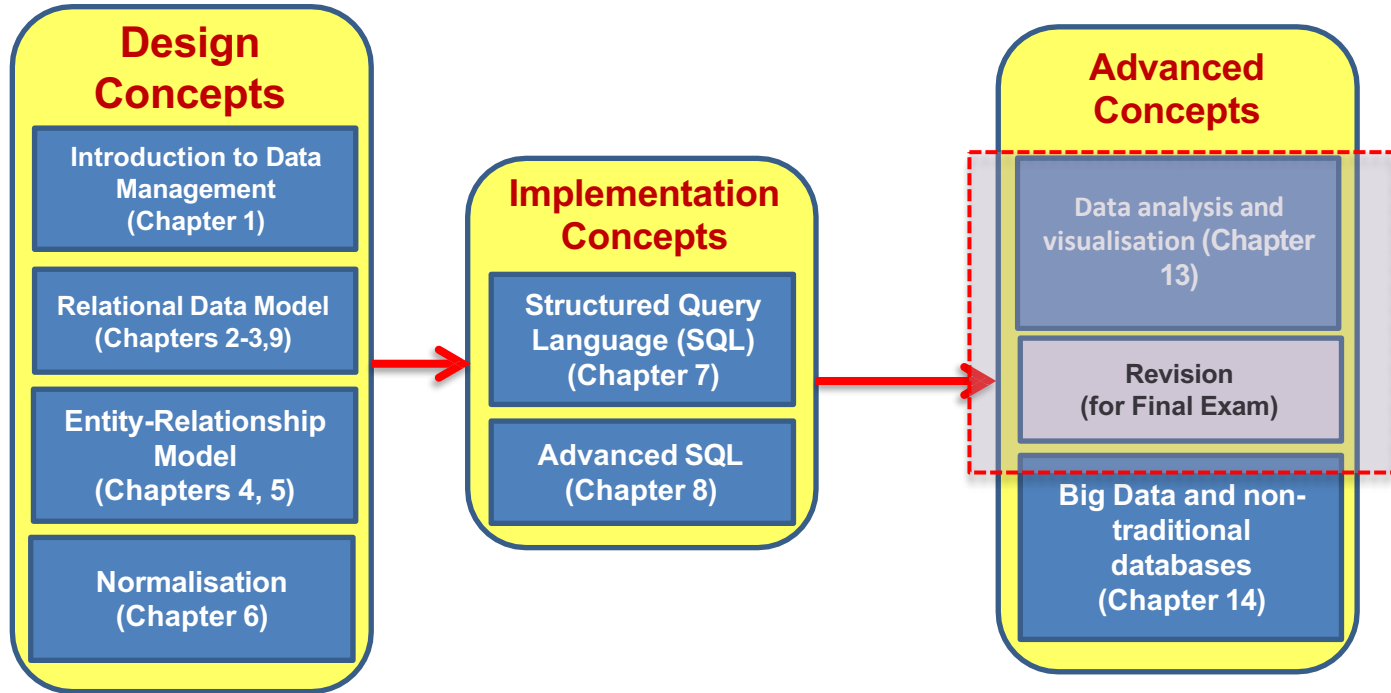 Design
Concepts
Introduction to Data
Management
(Chapter 1)
Relational Data Model
(Chapters 2-3,9)
Entity-Relationship
Model
(Chapters 4, 5)
Normalisation
(Chapter 6)
Implementation
Concepts
Structured Query
Language (SQL)
(Chapter 7)
Advanced SQL
(Chapter 8)
Advanced
Concepts
Data analysis and
visualisation (Chapter
13)
Revision
(for Final Exam)
Big Data and non-
traditional
databases
(Chapter 14)